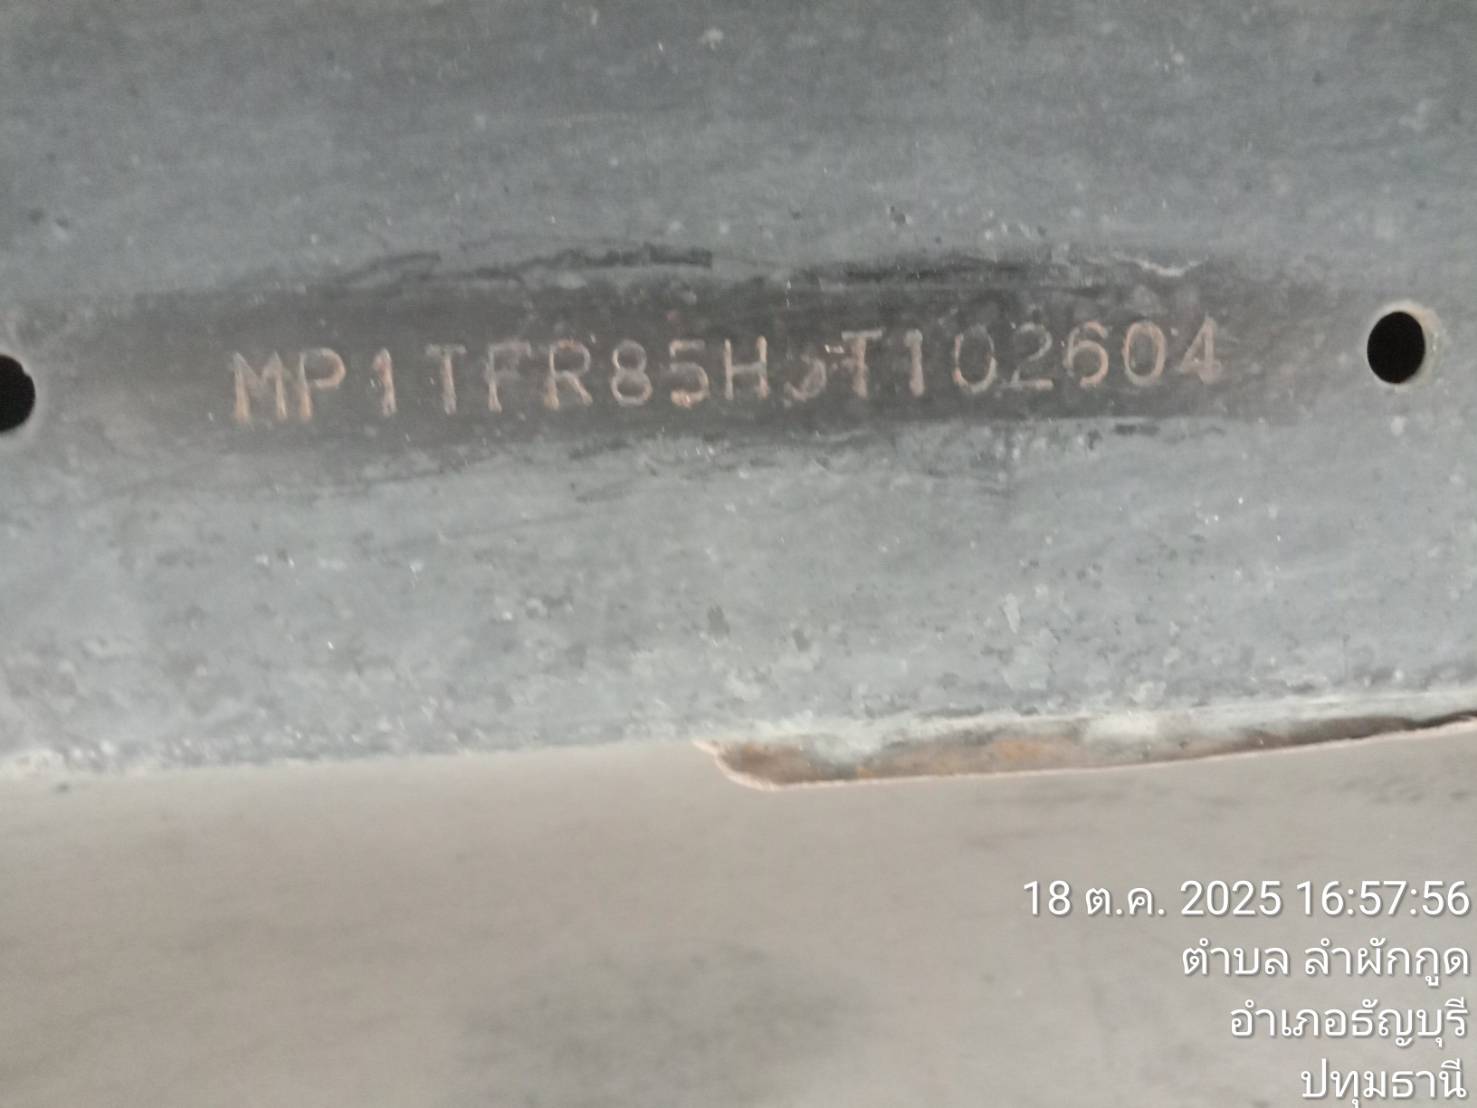 MP1TFR85HJT102604
18 ต.ค. 2025 16:57:56
ตำบล ลำผักกูด
อำเภอธัญบุรี
ปทุมธานี